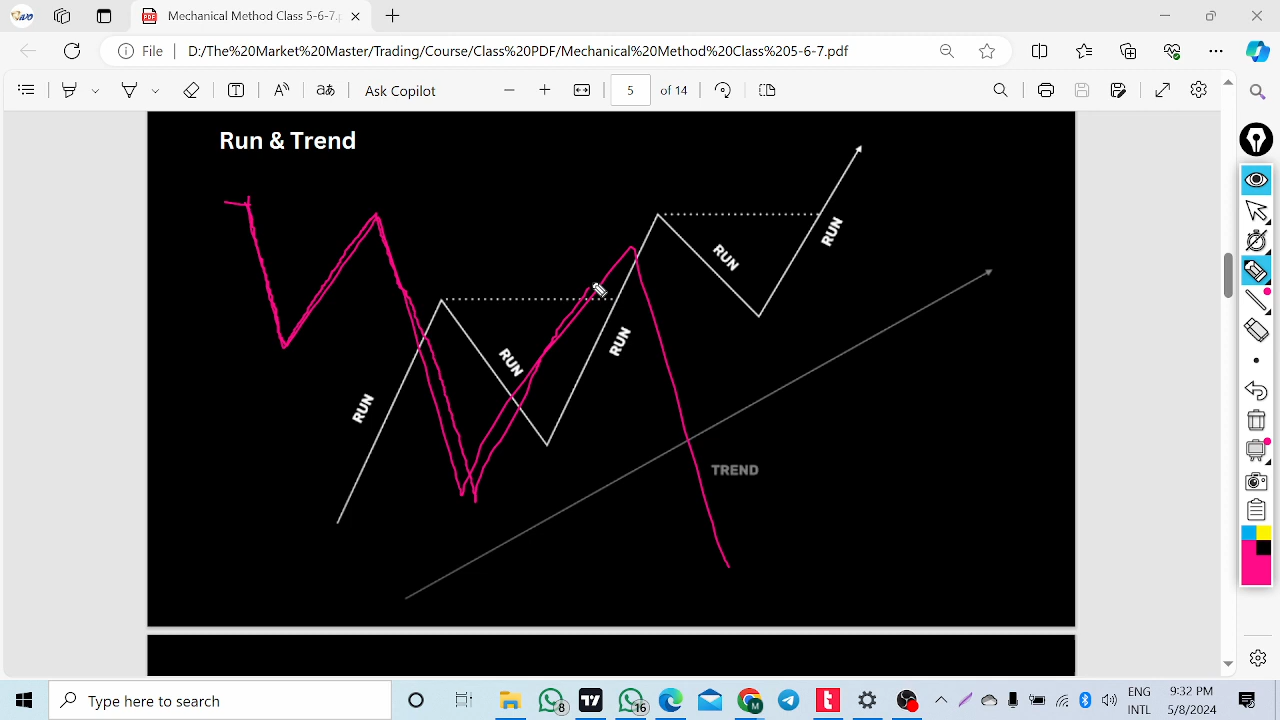 Mechanical Method Class 5-6-7.p
File
D:/The%20Market%20Master/Trading/Course/Class%20PDF/Mechanical%20Method%20Class%205-6-7.pdf
Ask Copilot
5
of 14
Run & Trend
RUN
RUN
RUN
RUN
RUN
TREND
Type here to search
8
16
ENG
INTL
9:32 PM
5/8/2024